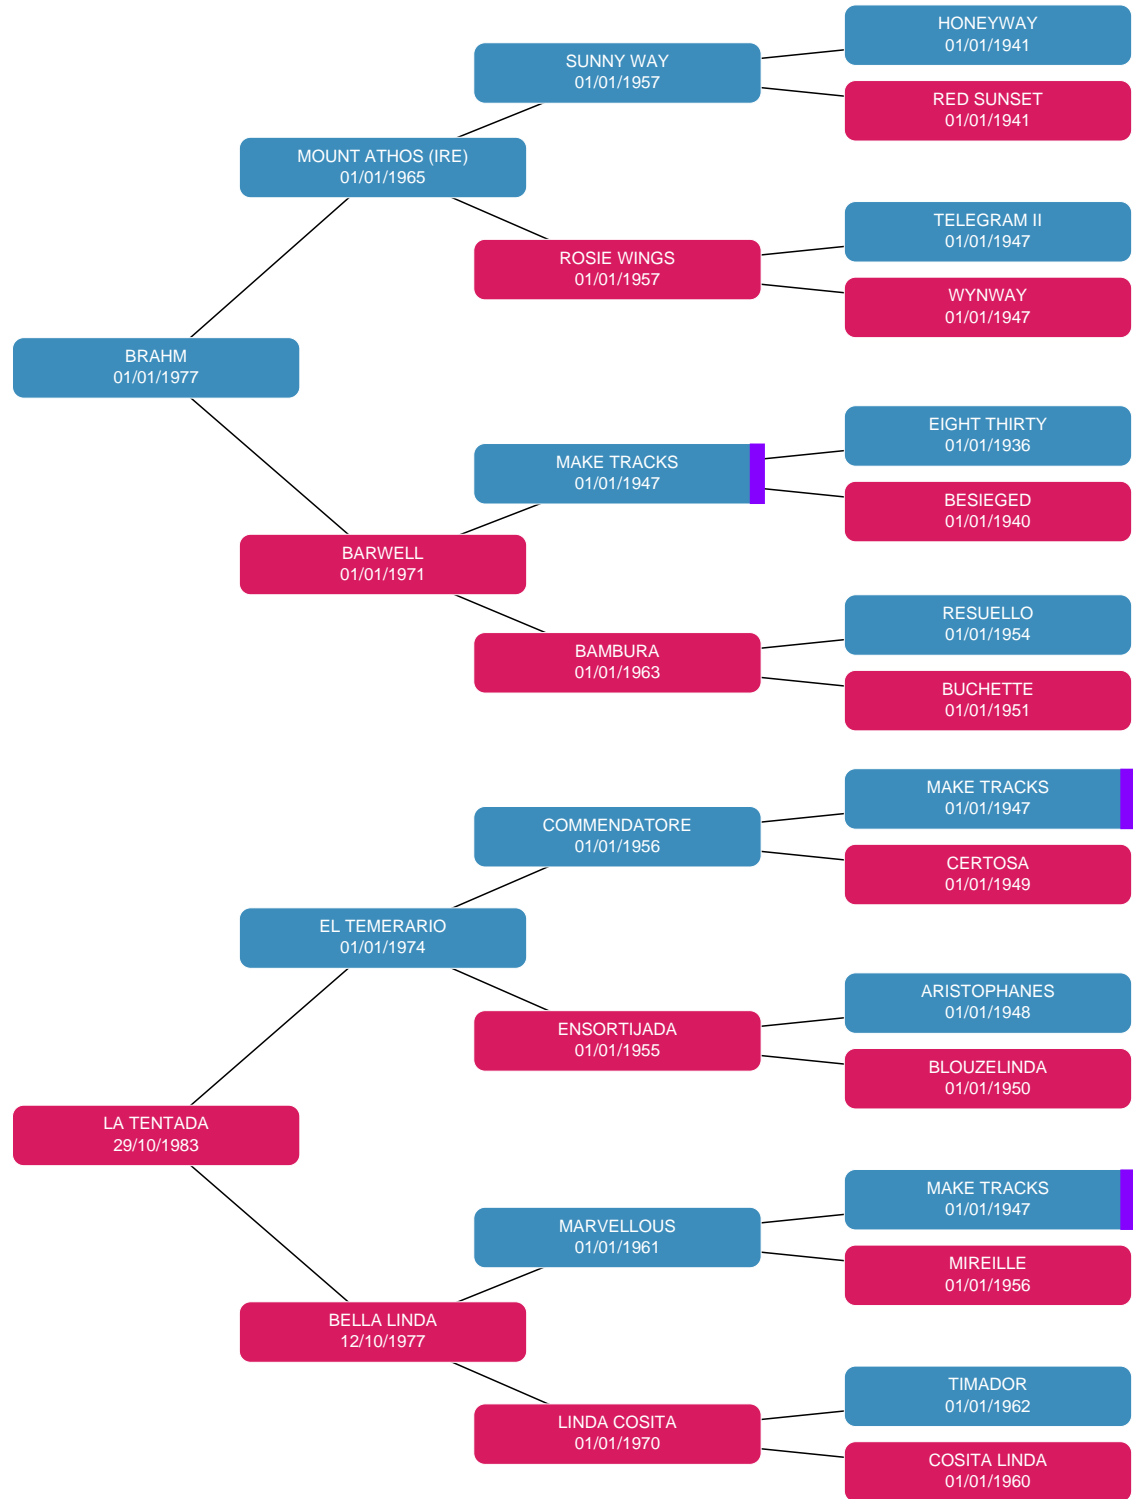 HONEYWAY
01/01/1941
SUNNY WAY
01/01/1957
RED SUNSET
01/01/1941
MOUNT ATHOS (IRE)
01/01/1965
TELEGRAM II
01/01/1947
ROSIE WINGS
01/01/1957
WYNWAY
01/01/1947
BRAHM
01/01/1977
EIGHT THIRTY
01/01/1936
MAKE TRACKS
01/01/1947
BESIEGED
01/01/1940
BARWELL
01/01/1971
RESUELLO
01/01/1954
BAMBURA
01/01/1963
BUCHETTE
01/01/1951
MAKE TRACKS
01/01/1947
COMMENDATORE
01/01/1956
CERTOSA
01/01/1949
EL TEMERARIO
01/01/1974
ARISTOPHANES
01/01/1948
ENSORTIJADA
01/01/1955
BLOUZELINDA
01/01/1950
LA TENTADA
29/10/1983
MAKE TRACKS
01/01/1947
MARVELLOUS
01/01/1961
MIREILLE
01/01/1956
BELLA LINDA
12/10/1977
TIMADOR
01/01/1962
LINDA COSITA
01/01/1970
COSITA LINDA
01/01/1960